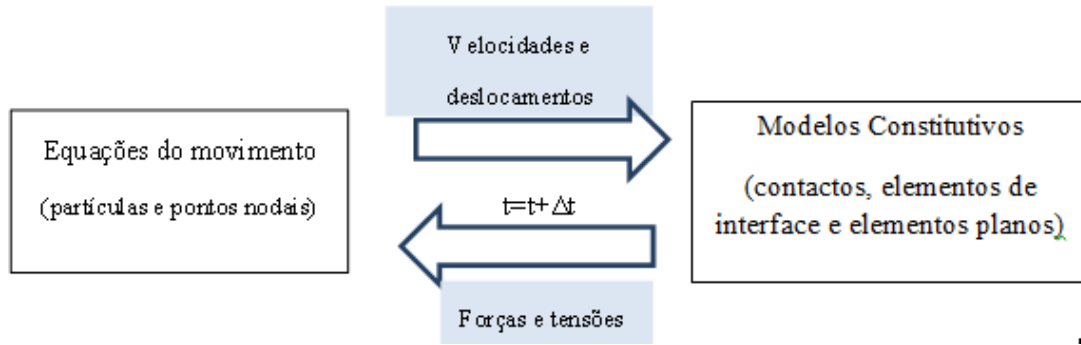 Velocidades e
deslocamentos
Equações do movimento
(partículas e pontos nodais)
t=t+Δt
Modelos Constitutivos
(contactos, elementos de
interface e elementos planos)
Forças e tensões